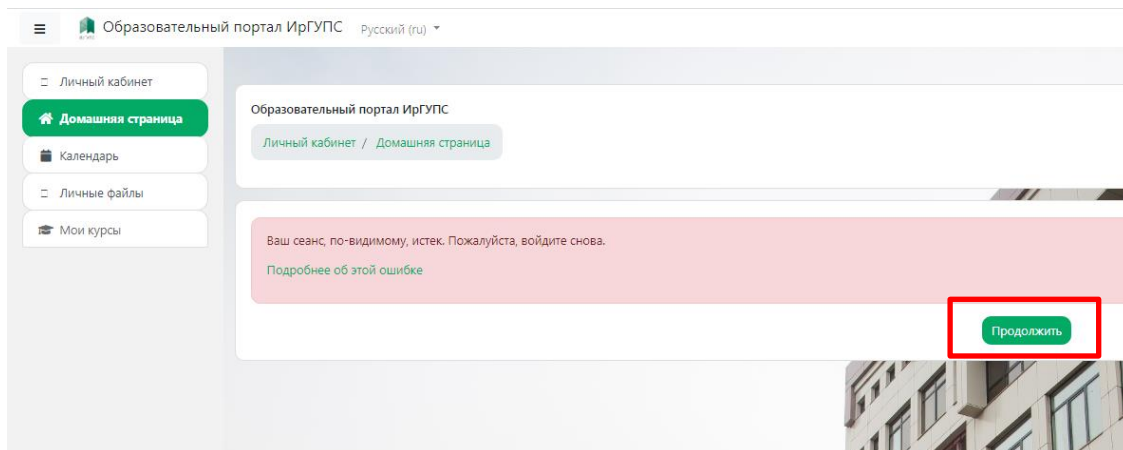 Образовательный портал ИрГУПС Русский (ru)
Личный кабинет
Домашняя страница
Календарь
Личные файлы
Мои курсы
Образовательный портал ИрГУПС
Личный кабинет / Домашняя страница
Ваш сеанс, по-видимому, истек. Пожалуйста, войдите снова.
Подробнее об этой ошибке
Продолжить